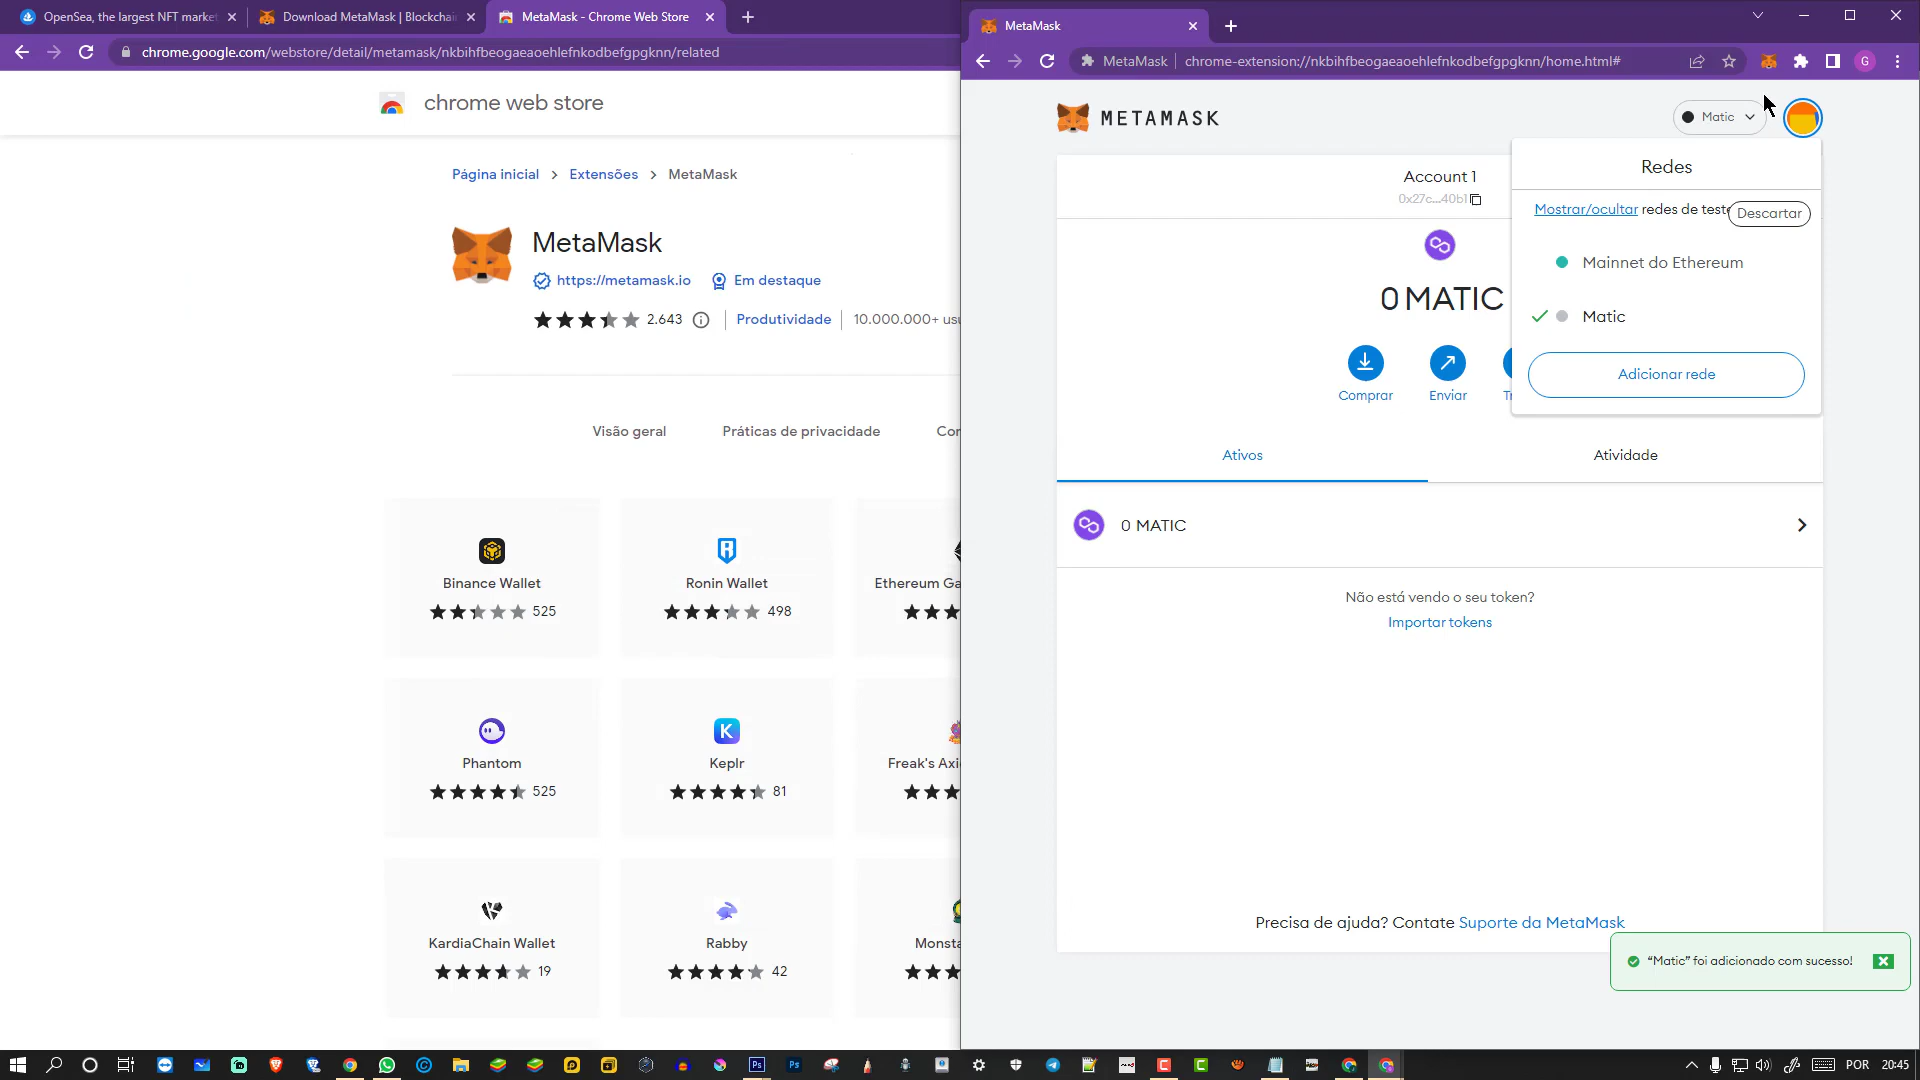 OpenSea, the largest NFT market
Download MetaMask | Blockchain
MetaMask - Chrome Web Store
chrome.google.com/webstore/detail/metamask/nkbihfbeogaeaoehlefnkodbefgpgknn/related
chrome web store
Página inicial > Extensões > MetaMask
MetaMask
https://metamask.io
Em destaque
2.643
Produtividade
10.000.000+ usu
Visão geral
Práticas de privacidade
Con
Binance Wallet
525
Ronin Wallet
498
Ethereum Ga
Phantom
525
Keplr
81
Freak's Axi
KardiaChain Wallet
19
Rabby
42
Monsta
MetaMask
MetaMask
chrome-extension://nkbihfbeogaeaoehlefnkodbefgpgknn/home.html#
G
METAMASK
Matic
Account 1
0x27c...40b1
0 MATIC
Comprar
Enviar
Tr
Redes
Mostrar/ocultar redes de teste
Descartar
Mainnet do Ethereum
Matic
Adicionar rede
Ativos
Atividade
0 MATIC
Não está vendo o seu token?
Importar tokens
Precisa de ajuda? Contate Suporte da MetaMask
“Matic” foi adicionado com sucesso!
POR
20:45